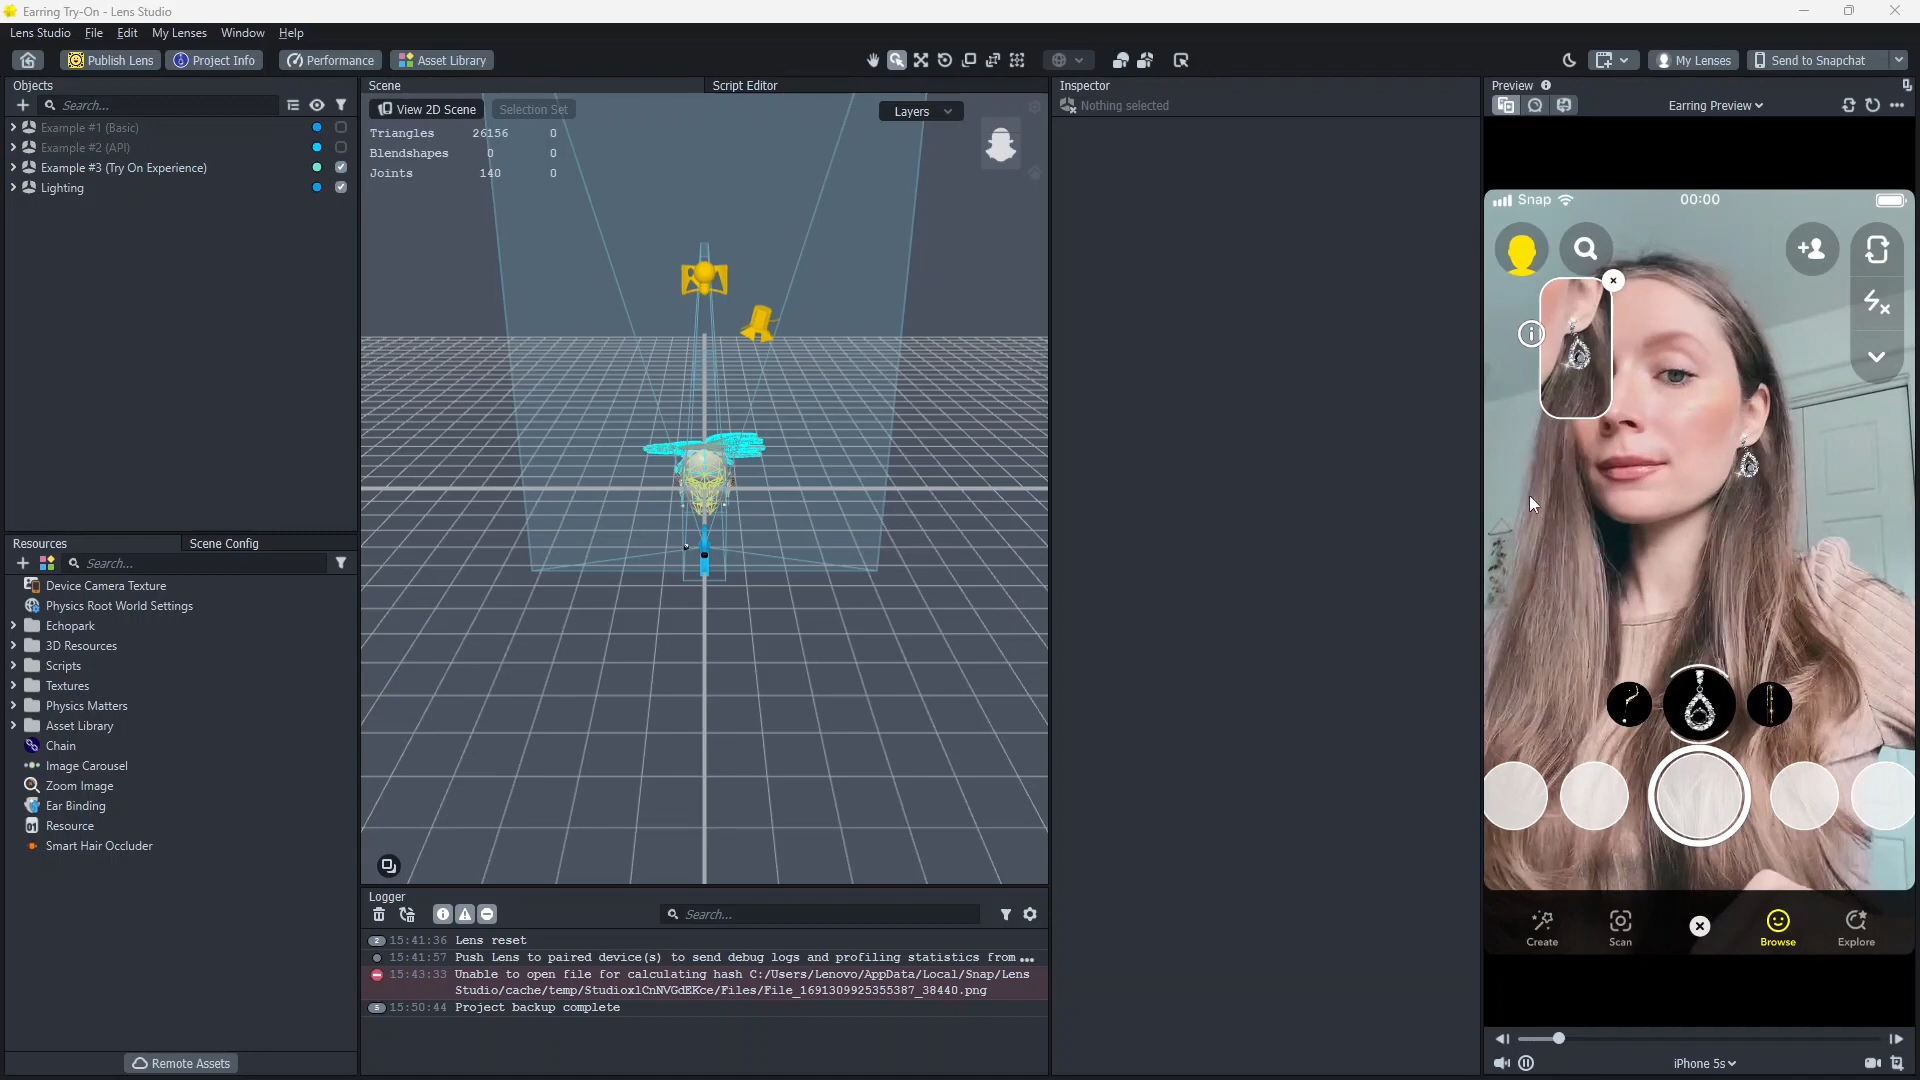 Earring Try-On - Lens Studio
Lens Studio File Edit My Lenses Window Help
Publish Lens Project Info Performance Asset Library My Lenses Send to Snapchat
Objects
Search...
Example #1 (Basic)
Example #2 (API)
Example #3 (Try On Experience)
Lighting
Resources Scene Config
Search...
Device Camera Texture
Physics Root World Settings
Echopark
3D Resources
Scripts
Textures
Physics Matters
Asset Library
Chain
Image Carousel
Zoom Image
Ear Binding
Resource
Smart Hair Occluder
Remote Assets
Scene Script Editor
View 2D Scene Selection Set Layers
Triangles 26156 0
Blendshapes 0 0
Joints 140 0
Logger
Search...
2 15:41:36 Lens reset
15:41:57 Push Lens to paired device(s) to send debug logs and profiling statistics from ...
15:43:33 Unable to open file for calculating hash C:/Users/Lenovo/AppData/Local/Snap/Lens
Studio/cache/temp/StudioxlCnNVGdEKce/Files/File_1691309925355387_38440.png
15:50:44 Project backup complete
Inspector
Nothing selected
Preview
Earring Preview
Snap 00:00
Create Scan Browse Explore
iPhone 5s